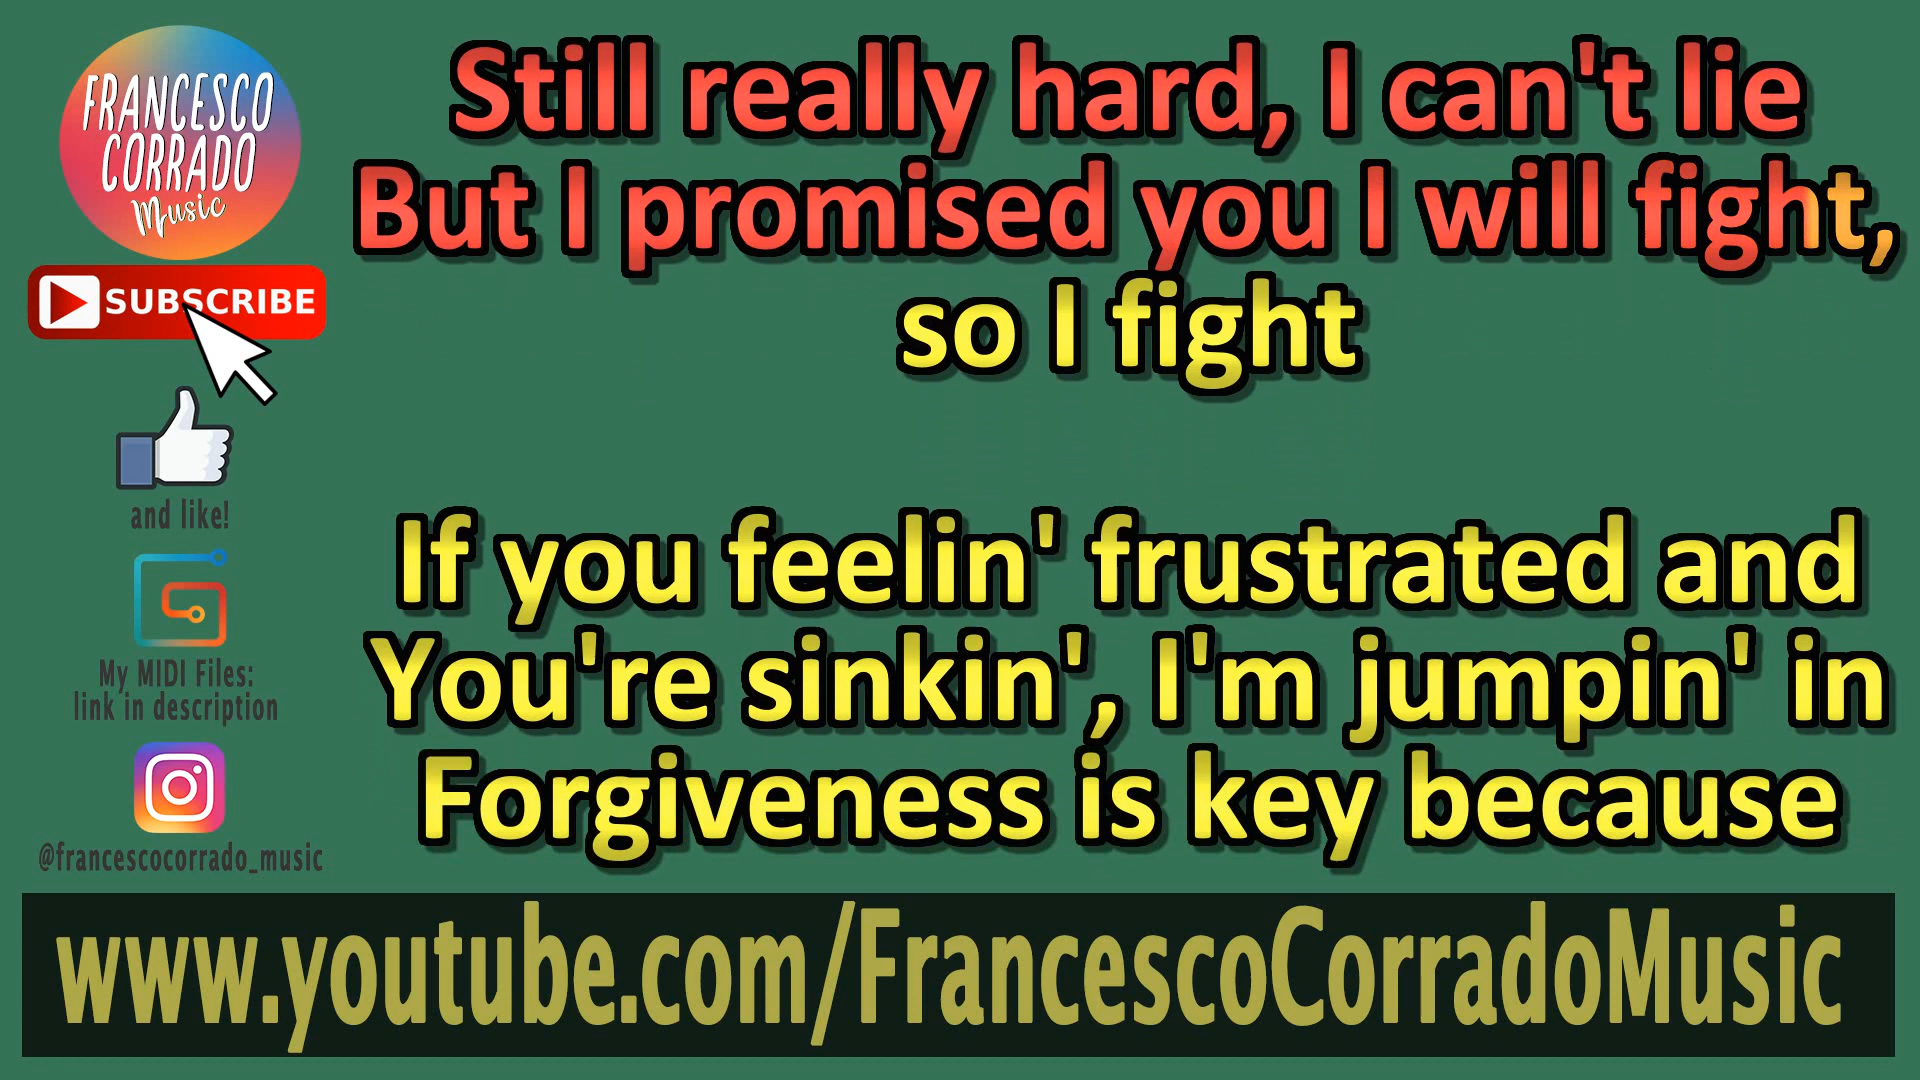 FRANCESCO
CORRADO
Music
SUBSCRIBE
and like!
My MIDI Files:
link in description
@francescocorrado_music
Still really hard, I can't lie
But I promised you I will fight,
so I fight
If you feelin' frustrated and
You're sinkin', I'm jumpin' in
Forgiveness is key because
www.youtube.com/FrancescoCorradoMusic